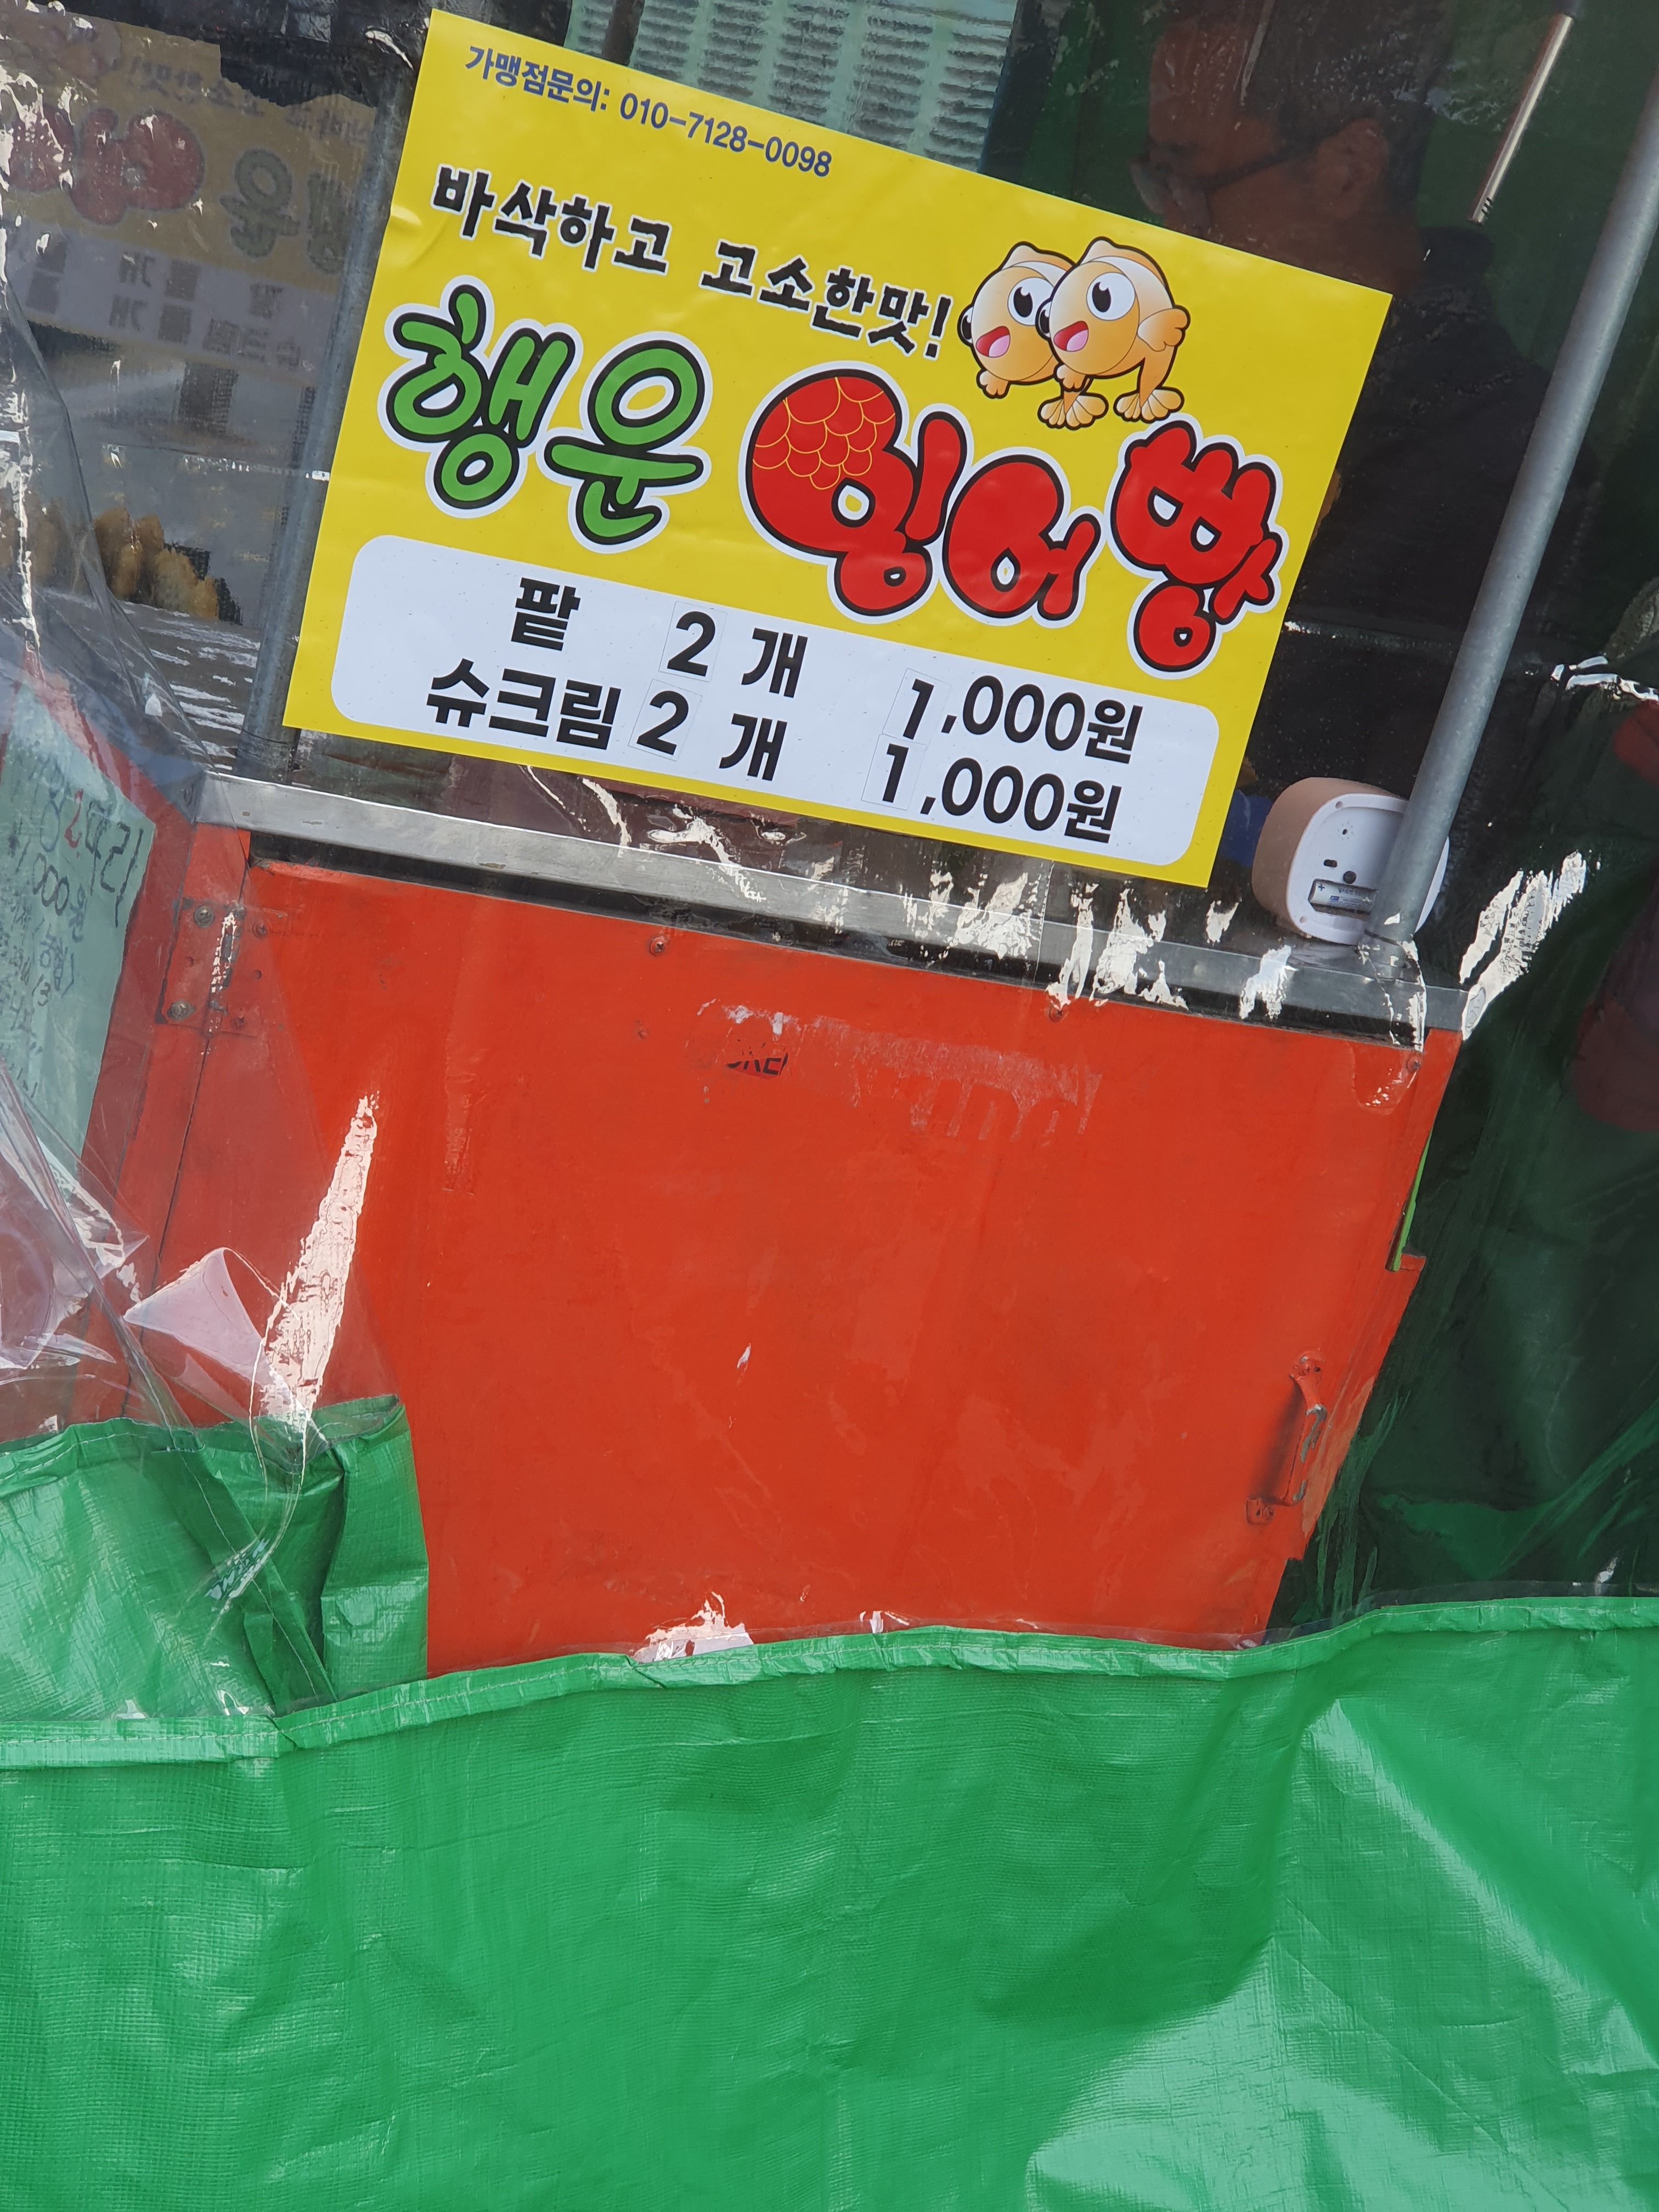 가맹점문의: 010-7128-0098
바삭하고 고소한맛!
행운 잉어빵
팥 2 개 1,000원
슈크림 2 개 1,000원